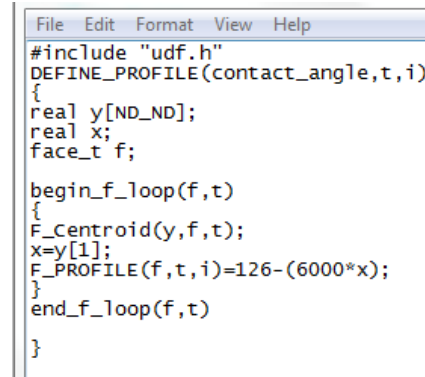 File Edit Format View Help
#include "udf.h"
DEFINE_PROFILE(contact_angle,t,i)
{
real y[ND_ND];
real x;
face_t f;
begin_f_loop(f,t)
{
F_Centroid(y,f,t);
x=y[1];
F_PROFILE(f,t,i)=126-(6000*x);
}
end_f_loop(f,t)
}